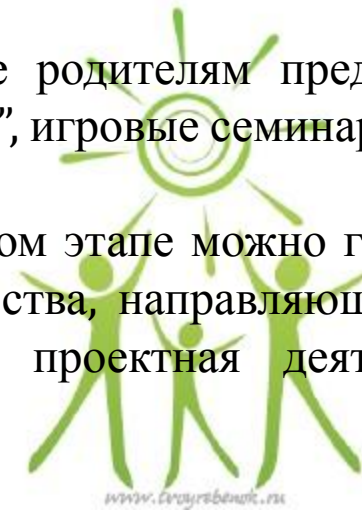 е родителям пред
”, игровые семинар
ом этапе можно г
ства, направляющ
проектная деят
www.tvoyrebenok.ru